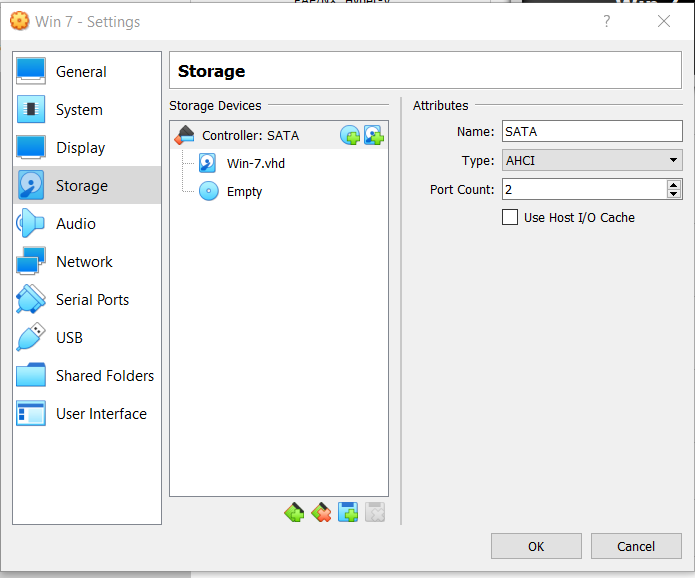 Win 7 - Settings
?
General
System
Display
Storage
Audio
Network
Serial Ports
USB
Shared Folders
User Interface
Storage
Storage Devices
Controller: SATA
Win-7.vhd
Empty
Attributes
Name: SATA
Type: AHCI
Port Count: 2
Use Host I/O Cache
OK
Cancel